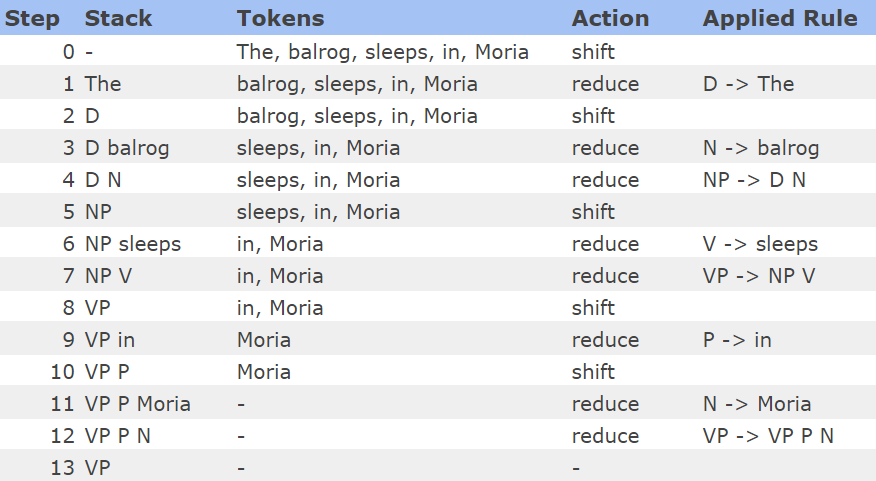 Step Stack Tokens Action Applied Rule
0 - The, balrog, sleeps, in, Moria shift
1 The balrog, sleeps, in, Moria reduce D -> The
2 D balrog, sleeps, in, Moria shift
3 D balrog sleeps, in, Moria reduce N -> balrog
4 D N sleeps, in, Moria reduce NP -> D N
5 NP sleeps, in, Moria shift
6 NP sleeps in, Moria reduce V -> sleeps
7 NP V in, Moria reduce VP -> NP V
8 VP in, Moria shift
9 VP in Moria reduce P -> in
10 VP P Moria shift
11 VP P Moria - reduce N -> Moria
12 VP P N - reduce VP -> VP P N
13 VP - -